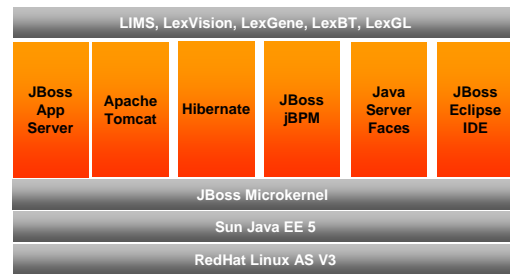 LIMS, LexVision, LexGene, LexBT, LexGL
JBoss
App
Server
Apache
Tomcat
Hibernate
JBoss
jBPM
Java
Server
Faces
JBoss
Eclipse
IDE
JBoss Microkernel
Sun Java EE 5
RedHat Linux AS V3